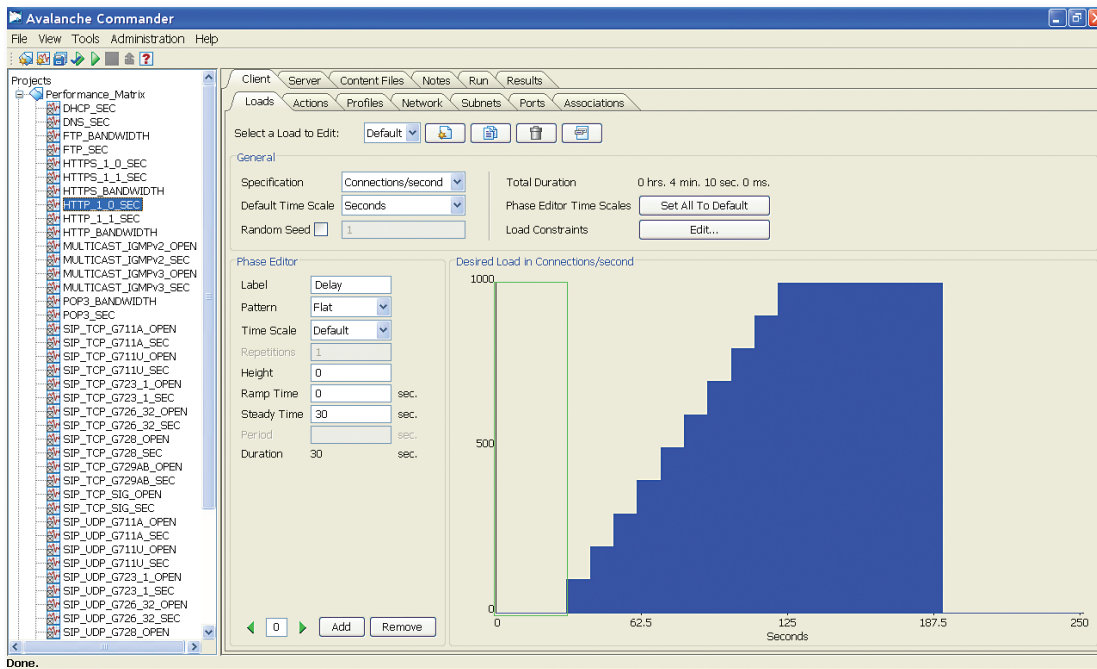 Avalanche Commander
File View Tools Administration Help
Projects
Performance_Matrix
DHCP_SEC
DNS_SEC
FTP_BANDWIDTH
FTP_SEC
HTTPS_1_0_SEC
HTTPS_1_1_SEC
HTTPS_BANDWIDTH
HTTP_1_0_SEC
HTTP_1_1_SEC
HTTP_BANDWIDTH
MULTICAST_IGMPv2_OPEN
MULTICAST_IGMPv2_SEC
MULTICAST_IGMPv3_OPEN
MULTICAST_IGMPv3_SEC
POP3_BANDWIDTH
POP3_SEC
SIP_TCP_G711A_OPEN
SIP_TCP_G711A_SEC
SIP_TCP_G711U_OPEN
SIP_TCP_G711U_SEC
SIP_TCP_G723_1_OPEN
SIP_TCP_G723_1_SEC
SIP_TCP_G726_32_OPEN
SIP_TCP_G726_32_SEC
SIP_TCP_G728_OPEN
SIP_TCP_G728_SEC
SIP_TCP_G729AB_OPEN
SIP_TCP_G729AB_SEC
SIP_TCP_SIG_OPEN
SIP_TCP_SIG_SEC
SIP_UDP_G711A_OPEN
SIP_UDP_G711A_SEC
SIP_UDP_G711U_OPEN
SIP_UDP_G711U_SEC
SIP_UDP_G723_1_OPEN
SIP_UDP_G723_1_SEC
SIP_UDP_G726_32_OPEN
SIP_UDP_G726_32_SEC
SIP_UDP_G728_OPEN
Client Server Content Files Notes Run Results
Loads Actions Profiles Network Subnets Ports Associations
Select a Load to Edit: Default
General
Specification Connections/second Total Duration 0 hrs. 4 min. 10 sec. 0 ms.
Default Time Scale Seconds Phase Editor Time Scales Set All To Default
Random Seed 1 Load Constraints Edit...
Phase Editor
Label Delay
Pattern Flat
Time Scale Default
Repetitions 1
Height 0
Ramp Time 0 sec.
Steady Time 30 sec.
Period sec.
Duration 30 sec.
0 Add Remove
Desired Load in Connections/second
1000
500
0
0 62.5 125 187.5 250
Seconds
Done.